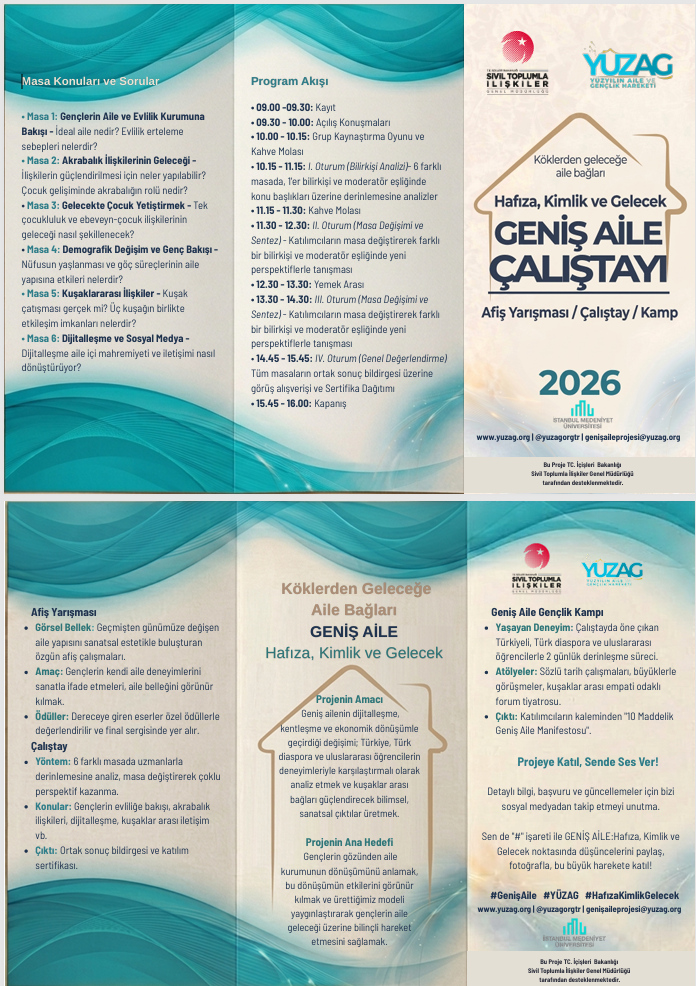 Masa Konuları ve Sorular
• Masa 1: Gençlerin Aile ve Evlilik Kurumuna
Bakışı - İdeal aile nedir? Evlilik erteleme
sebepleri nelerdir?
• Masa 2: Akrabalık İlişkilerinin Geleceği -
İlişkilerin güçlendirilmesi için neler yapılabilir?
Çocuk gelişiminde akrabalığın rolü nedir?
• Masa 3: Gelecekte Çocuk Yetiştirmek - Tek
çocukluluk ve ebeveyn-çocuk ilişkilerinin
geleceği nasıl şekillenecek?
• Masa 4: Demografik Değişim ve Genç Bakışı -
Nüfusun yaşlanması ve göç süreçlerinin aile
yapısına etkileri nelerdir?
• Masa 5: Kuşaklararası İlişkiler - Kuşak
çatışması gerçek mi? Üç kuşağın birlikte
etkileşim imkanları nelerdir?
• Masa 6: Dijitalleşme ve Sosyal Medya -
Dijitalleşme aile içi mahremiyeti ve iletişimi nasıl
dönüştürüyor?
Program Akışı
• 09.00 -09.30: Kayıt
• 09.30 - 10.00: Açılış Konuşmaları
• 10.00 - 10.15: Grup Kaynaştırma Oyunu ve
Kahve Molası
• 10.15 - 11.15: I. Oturum (Bilirkişi Analizi)- 6 farklı
masada, 1'er bilirkişi ve moderatör eşliğinde
konu başlıkları üzerine derinlemesine analizler
• 11.15 - 11.30: Kahve Molası
• 11.30 - 12.30: II. Oturum (Masa Değişimi ve
Sentez) - Katılımcıların masa değiştirerek farklı
bir bilirkişi ve moderatör eşliğinde yeni
perspektiflerle tanışması
• 12.30 - 13.30: Yemek Arası
• 13.30 - 14.30: III. Oturum (Masa Değişimi ve
Sentez) - Katılımcıların masa değiştirerek farklı
bir bilirkişi ve moderatör eşliğinde yeni
perspektiflerle tanışması
• 14.45 - 15.45: IV. Oturum (Genel Değerlendirme)
Tüm masaların ortak sonuç bildirgesi üzerine
görüş alışverişi ve Sertifika Dağıtımı
• 15.45 - 16.00: Kapanış
SİVİL TOPLUMLA
İLİŞKİLER
GENEL MÜDÜRLÜĞÜ
YÜZAG
YÜZYILIN AİLE VE
GENÇLİK HAREKETİ
Köklerden geleceğe
aile bağları
Hafıza, Kimlik ve Gelecek
GENİŞ AİLE
ÇALIŞTAYI
Afiş Yarışması / Çalıştay / Kamp
2026
İSTANBUL MEDENİYET
ÜNİVERSİTESİ
www.yuzag.org | @yuzagorgtr | genişaileprojesi@yuzag.org
Bu Proje TC. İçişleri Bakanlığı
Sivil Toplumla İlişkiler Genel Müdürlüğü
tarafından desteklenmektedir.
Afiş Yarışması
• Görsel Bellek: Geçmişten günümüze değişen
aile yapısını sanatsal estetikle buluşturan
özgün afiş çalışmaları.
• Amaç: Gençlerin kendi aile deneyimlerini
sanatla ifade etmeleri, aile belleğini görünür
kılmak.
• Ödüller: Dereceye giren eserler özel ödüllerle
değerlendirilir ve final sergisinde yer alır.
Çalıştay
• Yöntem: 6 farklı masada uzmanlarla
derinlemesine analiz, masa değiştirerek çoklu
perspektif kazanma.
• Konular: Gençlerin evliliğe bakışı, akrabalık
ilişkileri, dijitalleşme, kuşaklar arası iletişim
vb.
• Çıktı: Ortak sonuç bildirgesi ve katılım
sertifikası.
Köklerden Geleceğe
Aile Bağları
GENİŞ AİLE
Hafıza, Kimlik ve Gelecek
Projenin Amacı
Geniş ailenin dijitalleşme,
kentleşme ve ekonomik dönüşümle
geçirdiği değişimi; Türkiye, Türk
diaspora ve uluslararası öğrencilerin
deneyimleriyle karşılaştırmalı olarak
analiz etmek ve kuşaklar arası
bağları güçlendirecek bilimsel,
sanatsal çıktılar üretmek.
Projenin Ana Hedefi
Gençlerin gözünden aile
kurumunun dönüşümünü anlamak,
bu dönüşümün etkilerini görünür
kılmak ve ürettiğimiz modeli
yaygınlaştırarak gençlerin aile
geleceği üzerine bilinçli hareket
etmesini sağlamak.
SİVİL TOPLUMLA
İLİŞKİLER
GENEL MÜDÜRLÜĞÜ
YÜZAG
YÜZYILIN AİLE VE
GENÇLİK HAREKETİ
Geniş Aile Gençlik Kampı
• Yaşayan Deneyim: Çalıştayda öne çıkan
Türkiyeli, Türk diaspora ve uluslararası
öğrencilerle 2 günlük derinleşme süreci.
• Atölyeler: Sözlü tarih çalışmaları, büyüklerle
görüşmeler, kuşaklar arası empati odaklı
forum tiyatrosu.
• Çıktı: Katılımcıların kaleminden "10 Maddelik
Geniş Aile Manifestosu".
Projeye Katıl, Sende Ses Ver!
Detaylı bilgi, başvuru ve güncellemeler için bizi
sosyal medyadan takip etmeyi unutma.
Sen de "#" işareti ile GENİŞ AİLE:Hafıza, Kimlik ve
Gelecek noktasında düşüncelerini paylaş,
fotoğrafla, bu büyük harekete katıl!
#GenişAile #YÜZAG #HafızaKimlikGelecek
www.yuzag.org | @yuzagorgtr | genişaileprojesi@yuzag.org
İSTANBUL MEDENİYET
ÜNİVERSİTESİ
Bu Proje TC. İçişleri Bakanlığı
Sivil Toplumla İlişkiler Genel Müdürlüğü
tarafından desteklenmektedir.